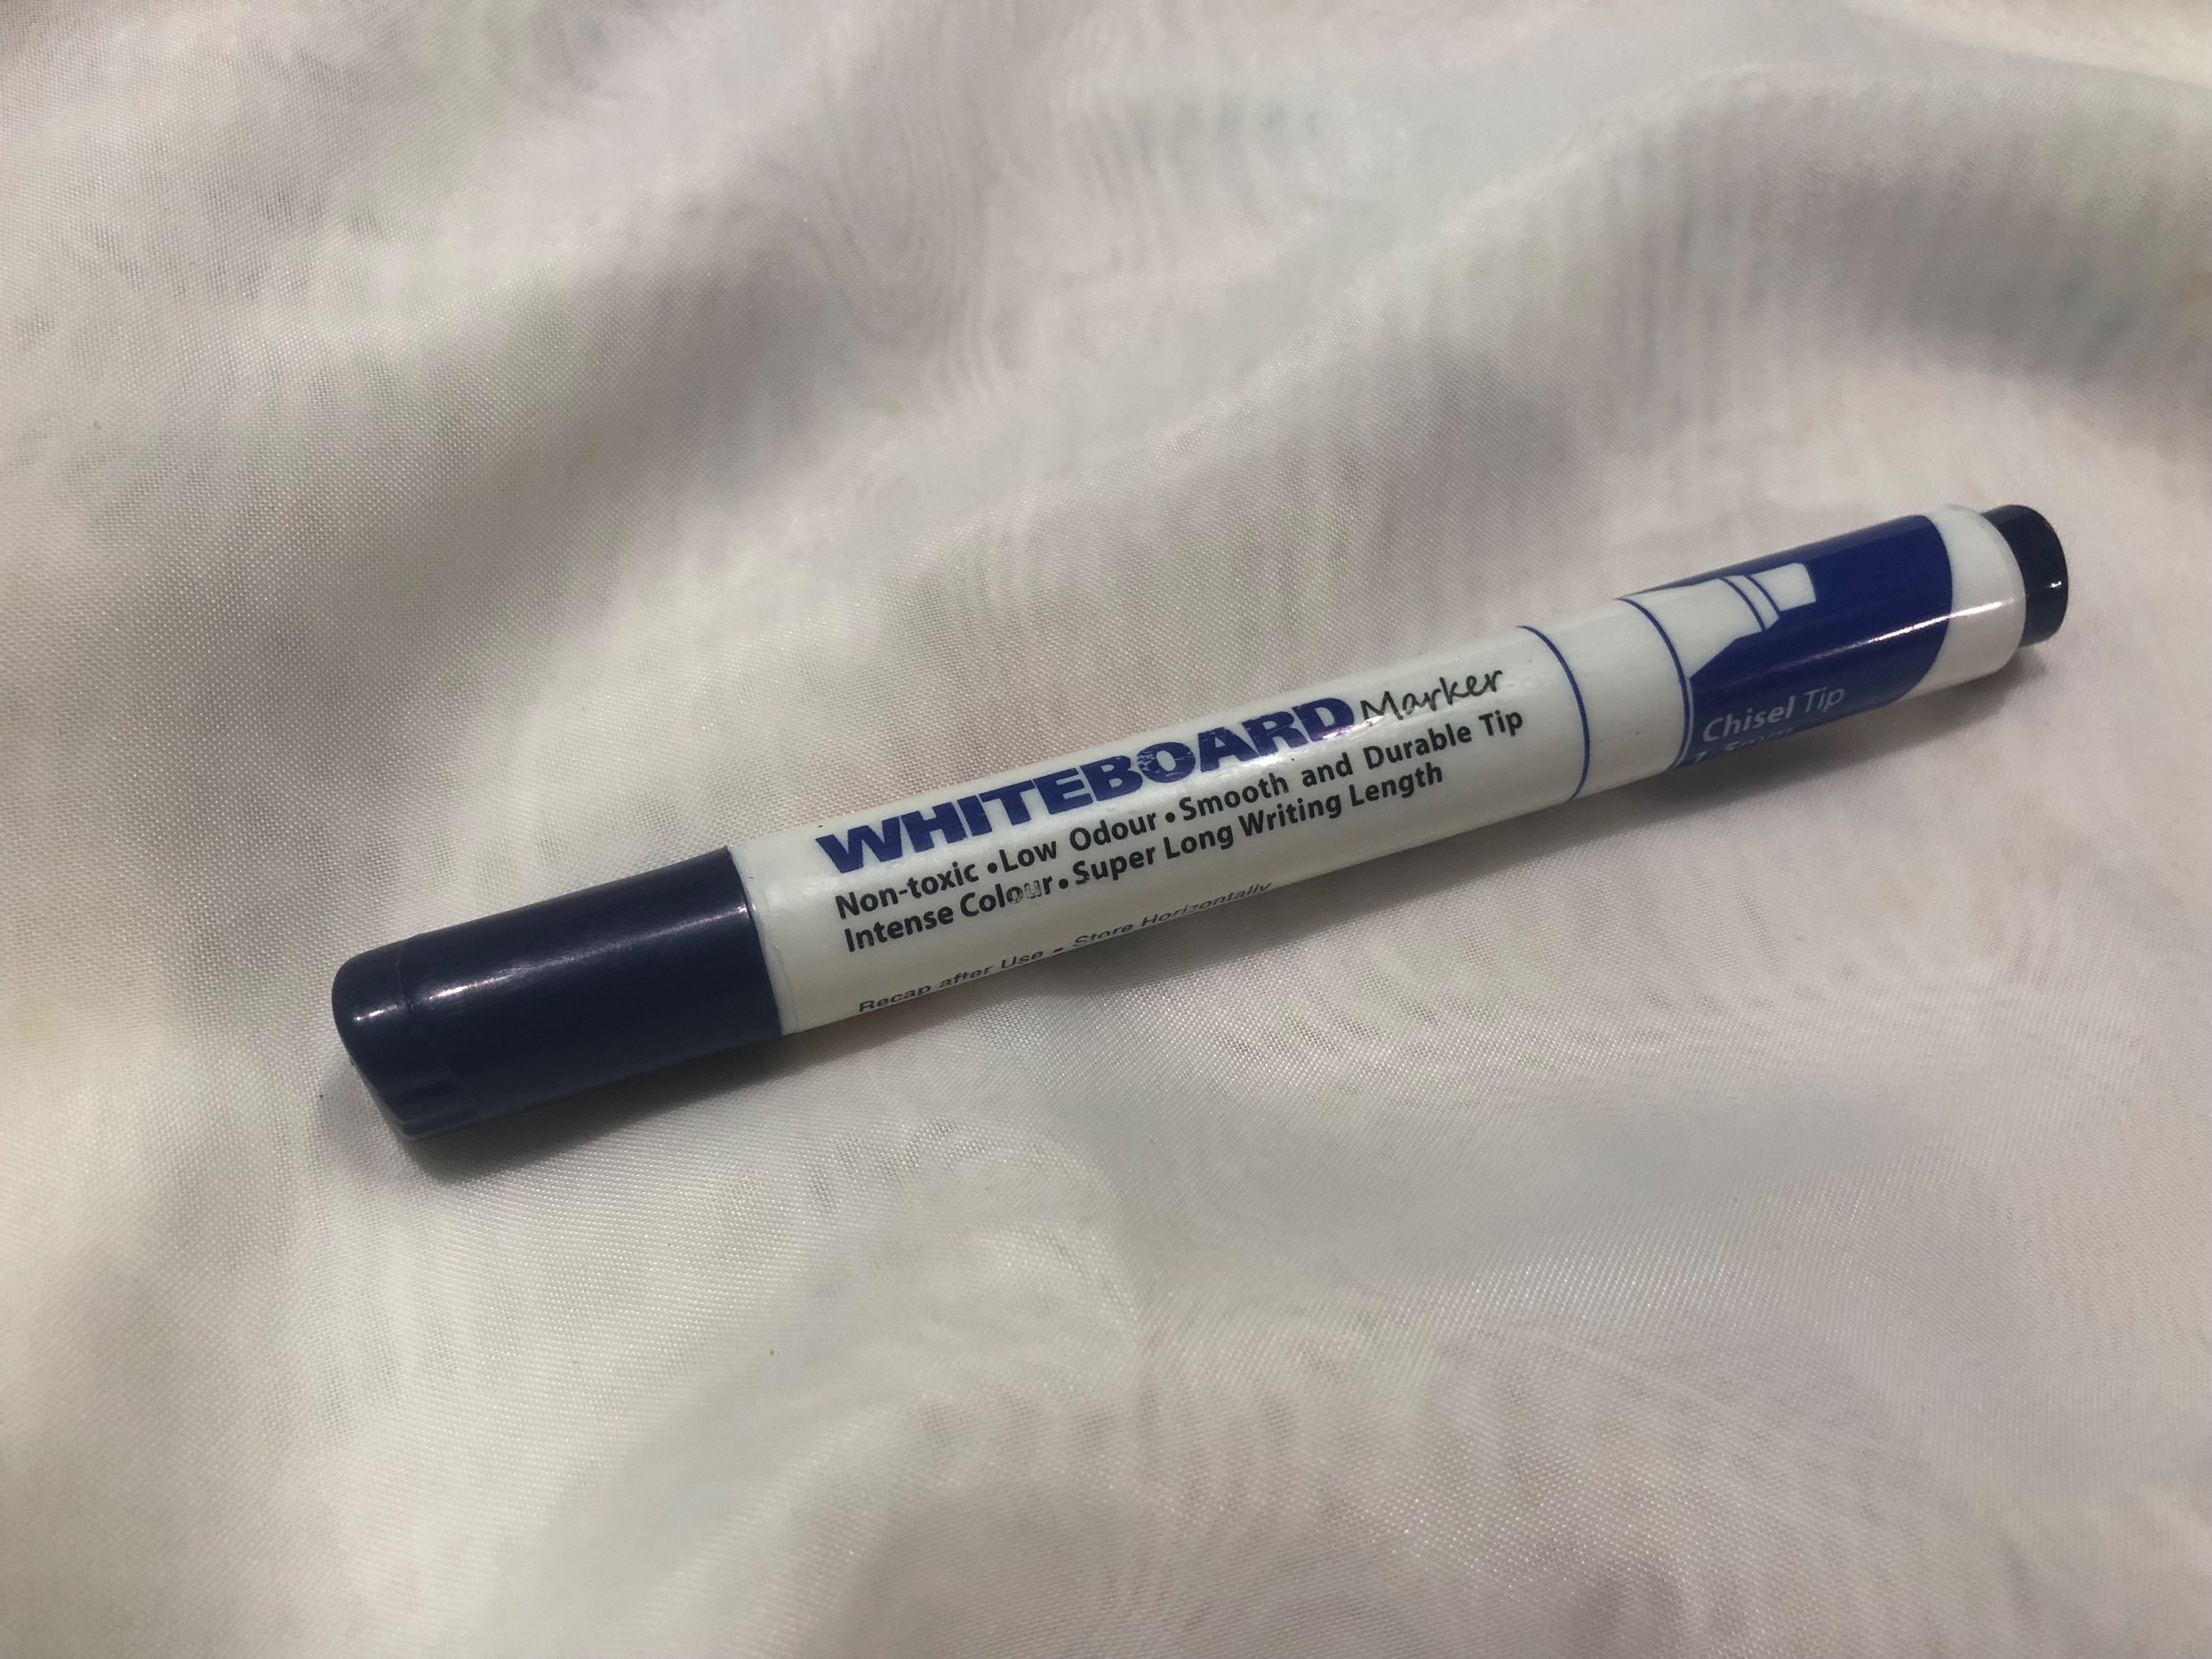 WHITEBOARD Marker
Non-toxic • Low Odour • Smooth and Durable Tip
Intense Colour • Super Long Writing Length
Recap after Use • Store Horizontally
Chisel Tip